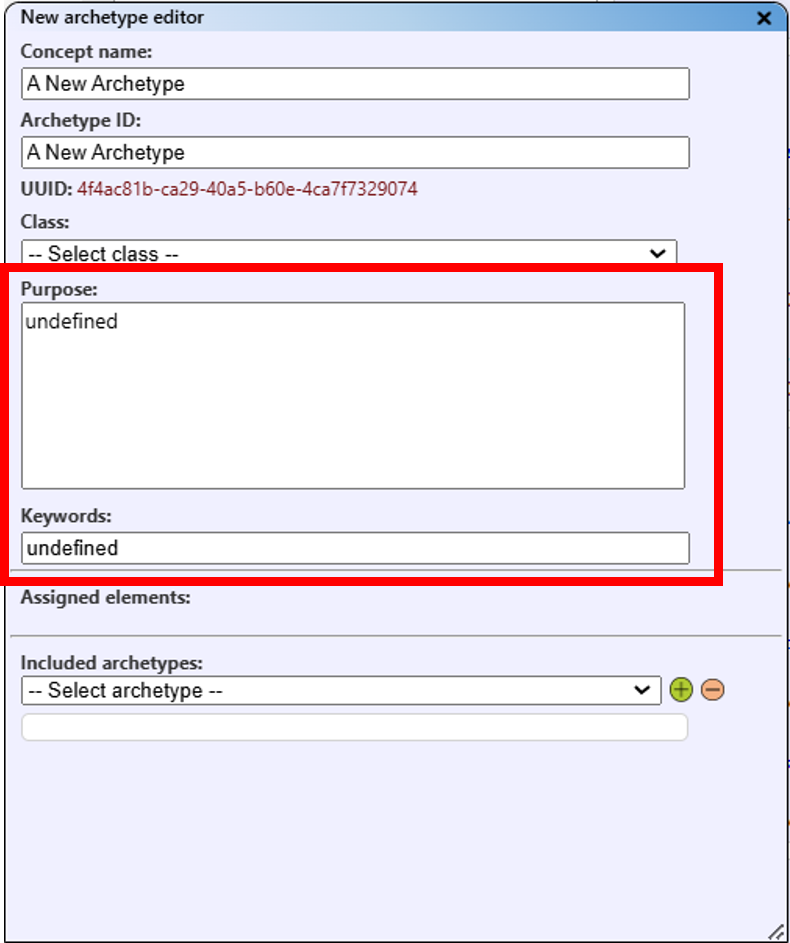 New archetype editor
Concept name:
A New Archetype
Archetype ID:
A New Archetype
UUID: 4f4ac81b-ca29-40a5-b60e-4ca7f7329074
Class:
-- Select class --
Purpose:
undefined
Keywords:
undefined
Assigned elements:
Included archetypes:
-- Select archetype --